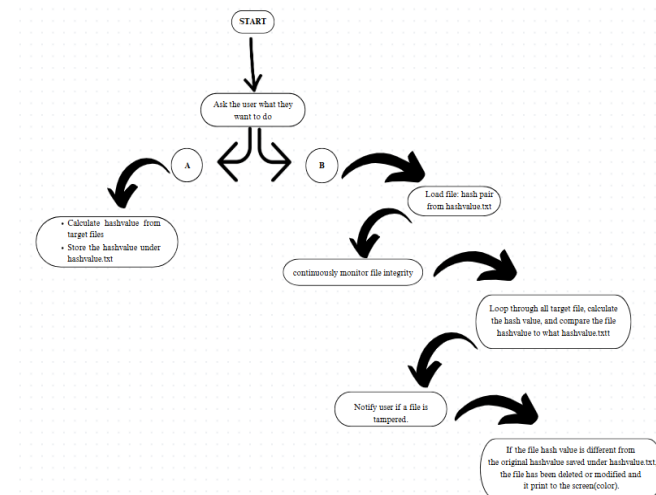 START
Ask the user what they
want to do
A
B
Load file: hash pair
from hashvalue.txt
• Calculate hashvalue from
target files
• Store the hashvalue under
hashvalue.txt
continuously monitor file integrity
Loop through all target file, calculate
the hash value, and compare the file
hashvalue to what hashvalue.txtt
Notify user if a file is
tampered.
If the file hash value is different from
the original hashvalue saved under hashvalue.txt,
the file has been deleted or modified and
it print to the screen(color).